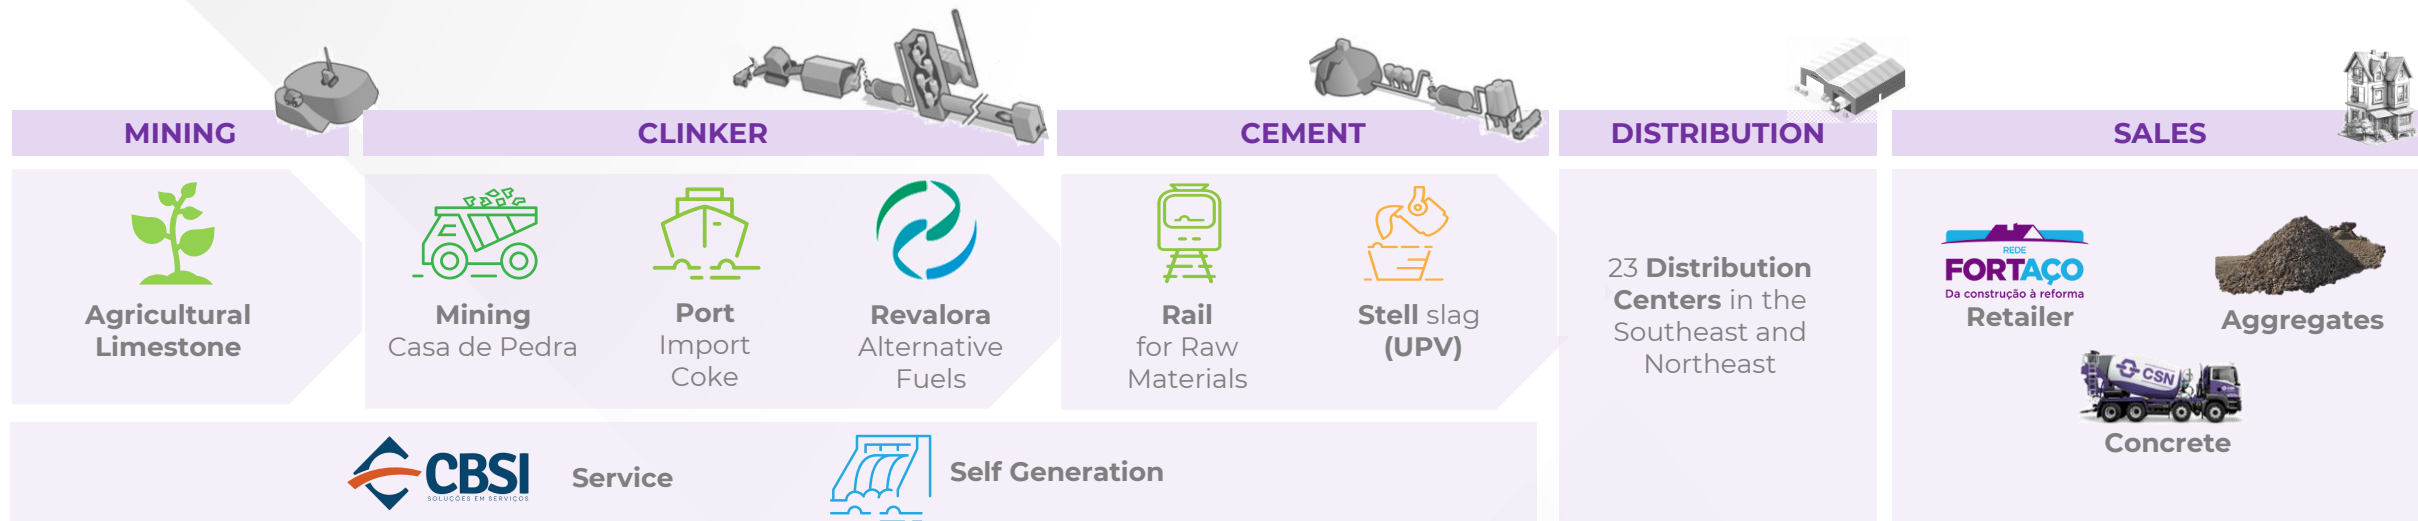 MINING
CLINKER
CEMENT
DISTRIBUTION
SALES
Agricultural
Limestone
Mining
Casa de Pedra
Port
Import
Coke
Revalora
Alternative
Fuels
Rail
for Raw
Materials
Stell slag
(UPV)
23 Distribution
Centers in the
Southeast and
Northeast
REDE
FORTAÇO
Da construção à reforma
Retailer
Aggregates
CSN
Concrete
CBSI
SOLUÇÕES EM SERVIÇOS
Service
Self Generation